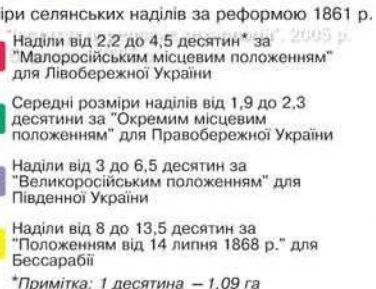 іри селянських наділів за реформою 1861 р.
2005 р.
Наділи від 2,2 до 4,5 десятин* за
"Малоросійським місцевим положенням"
для Лівобережної України
Середні розміри наділів від 1,9 до 2,3
десятини за "Окремим місцевим
положенням" для Правобережної України
Наділи від 3 до 6,5 десятин за
"Великоросійським положенням" для
Південної України
Наділи від 8 до 13,5 десятин за
"Положенням від 14 липня 1868 р." для
Бессарабії
*Примітка: 1 десятина – 1,09 га